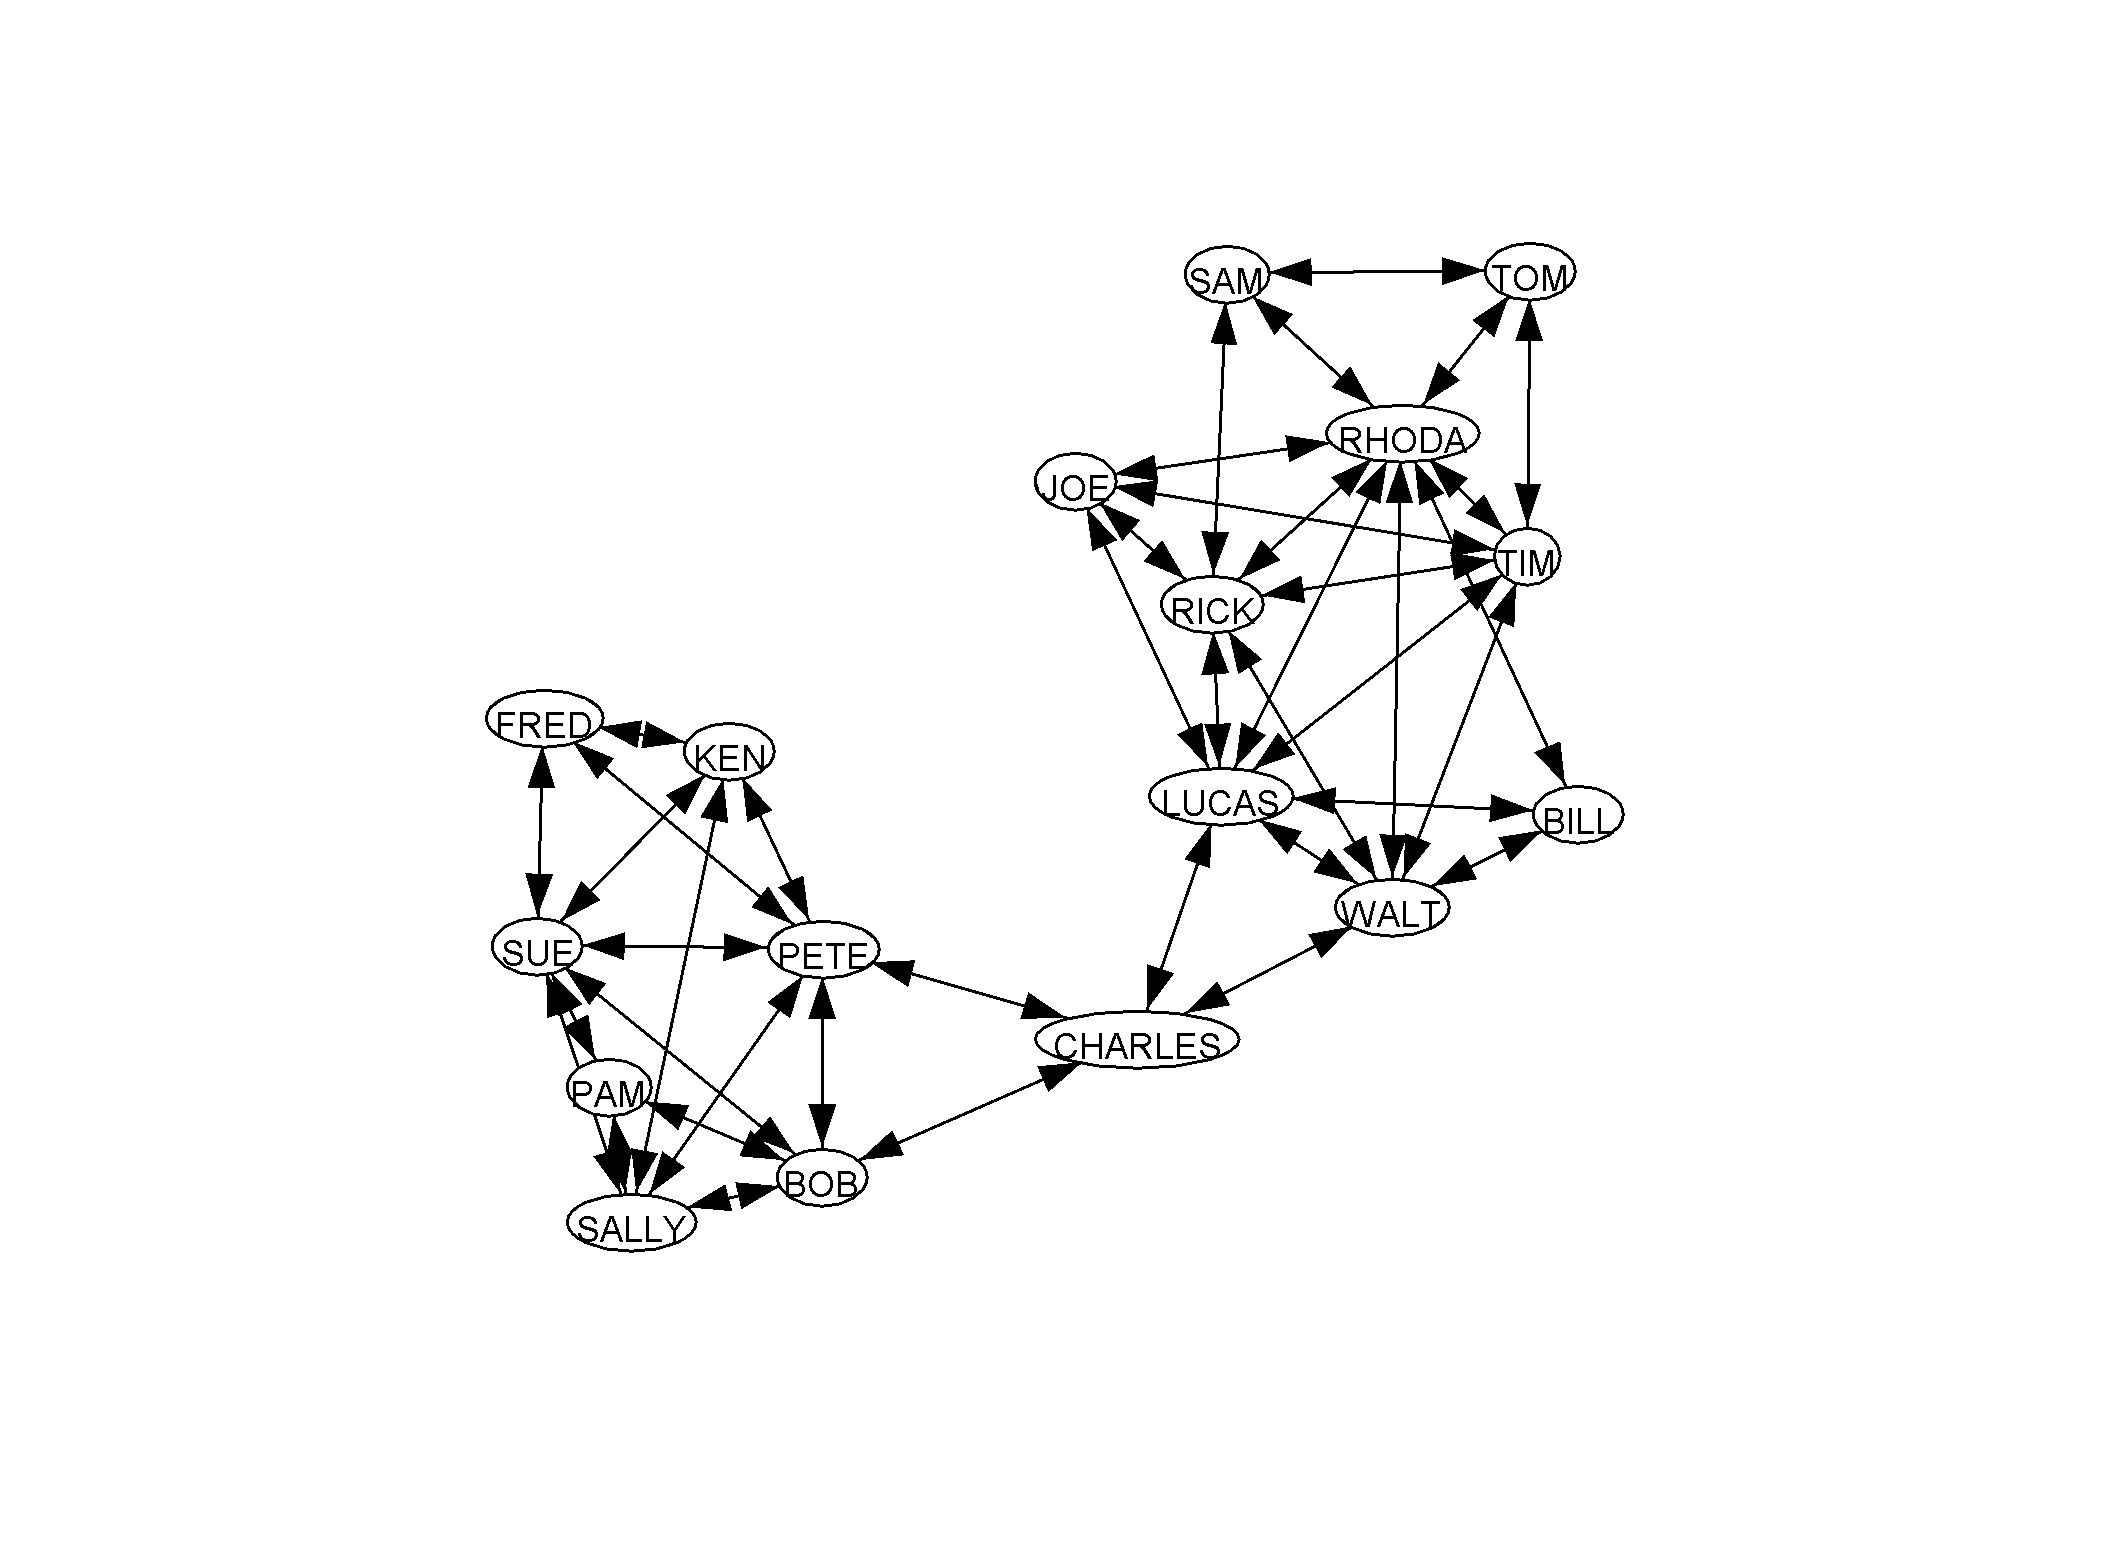 SAM
TOM
RHODA
JOE
TIM
RICK
FRED
KEN
LUCAS
BILL
WALT
SUE
PETE
CHARLES
PAM
BOB
SALLY